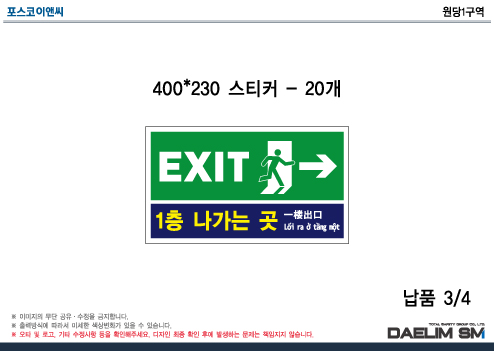 포스코이앤씨
원당1구역
400*230 스티커 - 20개
EXIT
1층 나가는 곳
一楼出口
Lối ra ở tầng một
납품 3/4
※ 이미지의 무단 공유·수정을 금지합니다.
※ 출력방식에 따라서 미세한 색상변화가 있을 수 있습니다.
※ 오타 및 로고, 기타 수정사항 등을 확인해주세요. 디자인 최종 확인 후에 발생하는 문제는 책임지지 않습니다.
TOTAL SAFETY GROUP CO., LTD.
DAELIM SM